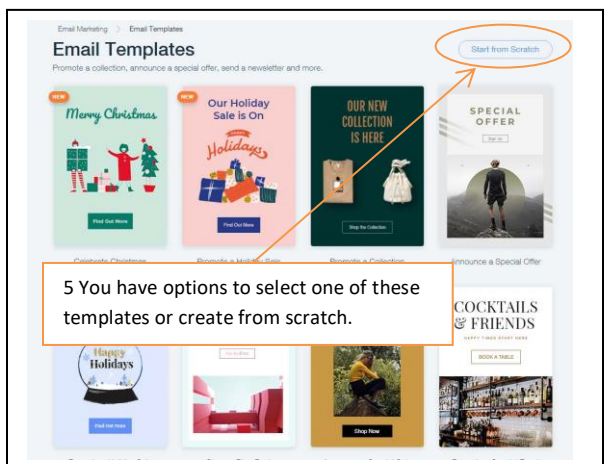 Email Marketing > Email Templates
Email Templates
Start from Scratch
Promote a collection, announce a special offer, send a newsletter and more.
NEW
Merry Christmas
Find Out More
NEW
Our Holiday
Sale is On
HAPPY
Holidays
Find Out More
OUR NEW
COLLECTION
IS HERE
Shop the Collection
SPECIAL
OFFER
Sign Up
Celebrate Christmas
Promote a Holiday Sale
Promote a Collection
Announce a Special Offer
5 You have options to select one of these
templates or create from scratch.
Happy
Holidays
Find Out More
Shop Now
COCKTAILS
& FRIENDS
HAPPY TIMES START HERE
BOOK A TABLE